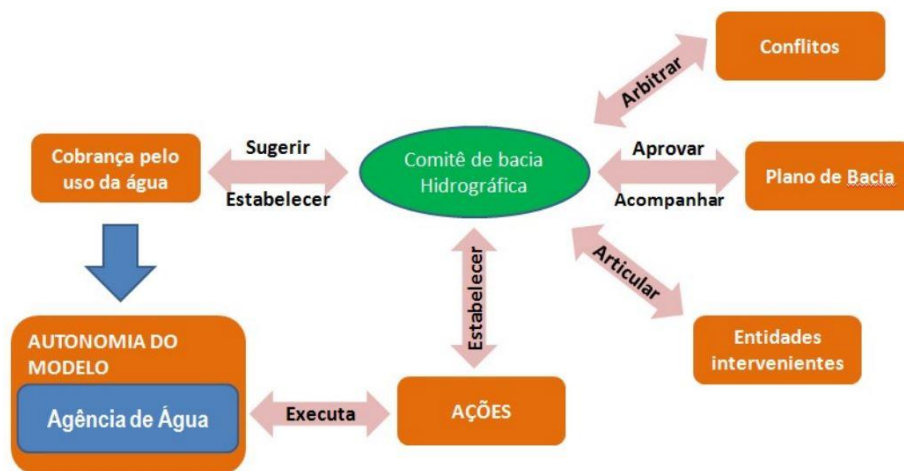 Conflitos
Arbitrar
Cobrança pelo
uso da água
Sugerir
Estabelecer
Comitê de bacia
Hidrográfica
Aprovar
Acompanhar
Plano de Bacia
Articular
Estabelecer
Entidades
intervenientes
AUTONOMIA DO
MODELO
Agência de Água
Executa
AÇÕES